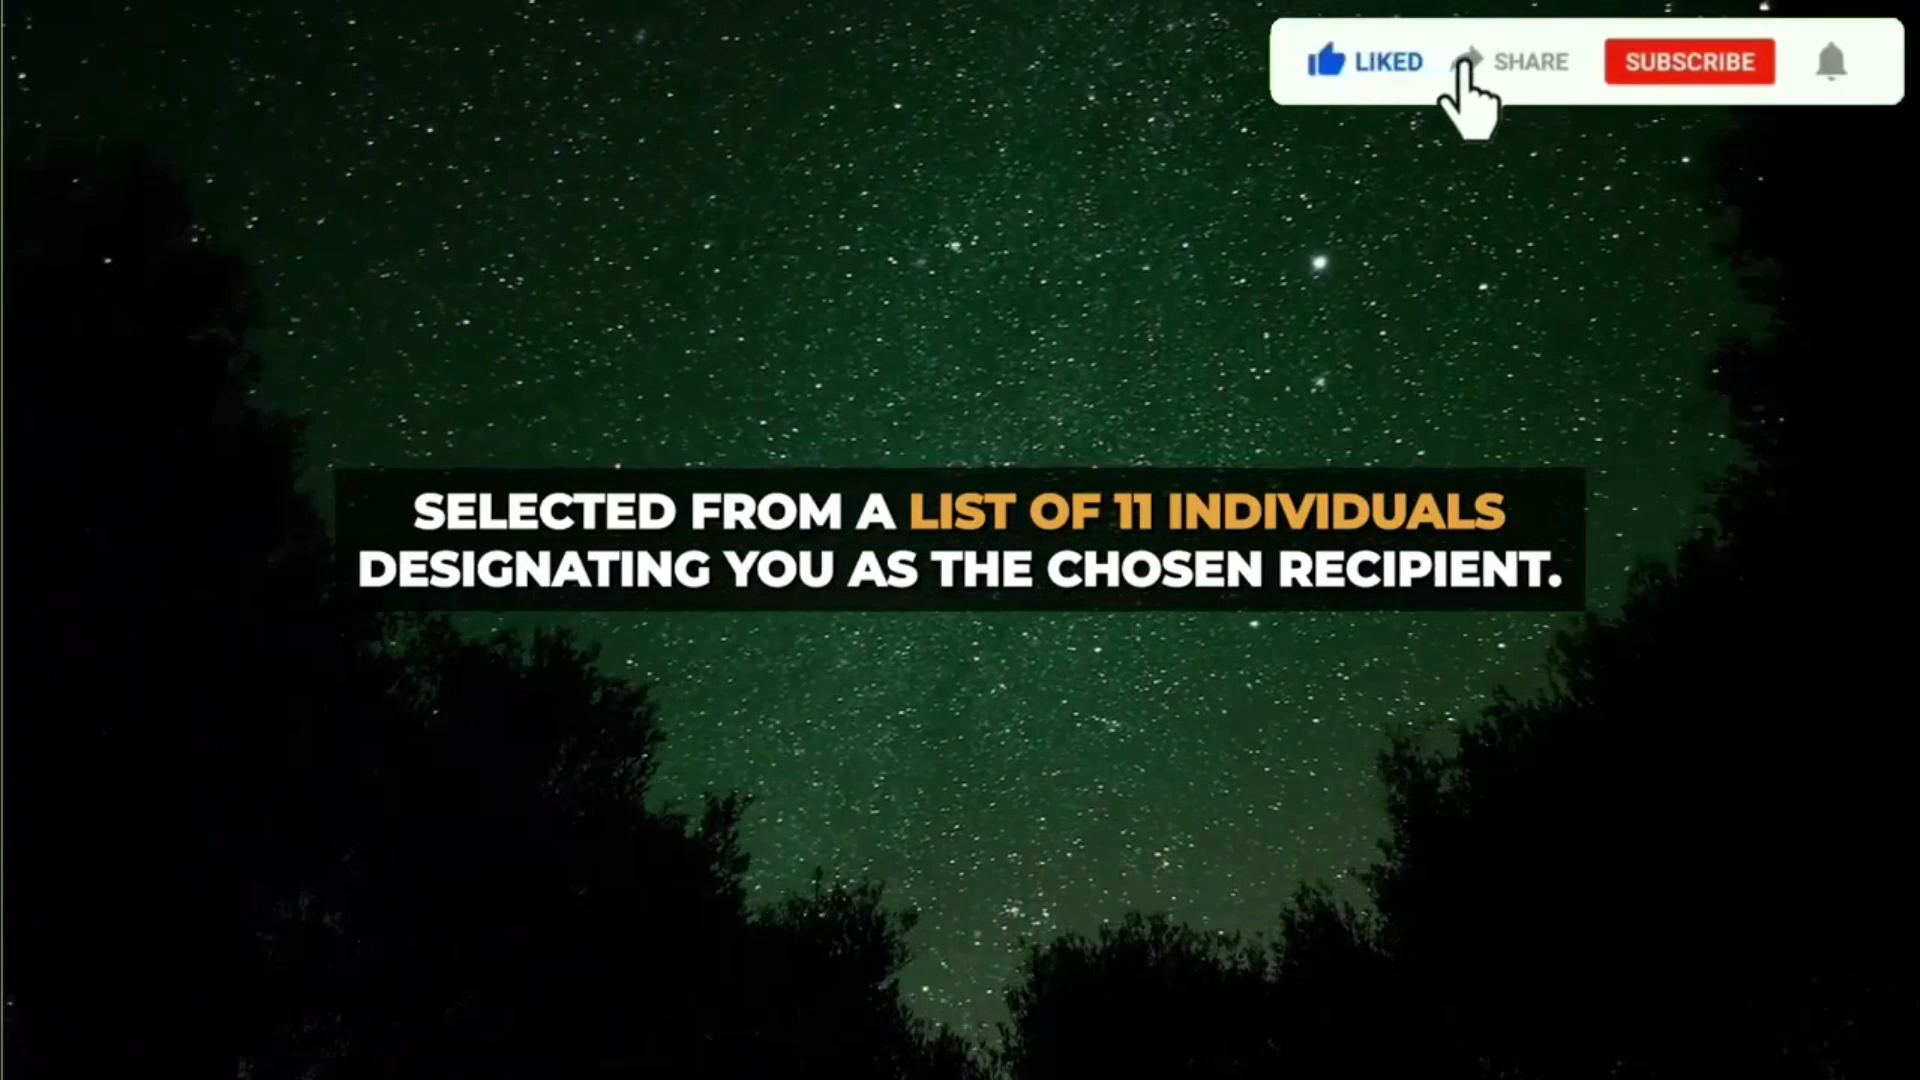 LIKED SHARE SUBSCRIBE
SELECTED FROM A LIST OF 11 INDIVIDUALS
DESIGNATING YOU AS THE CHOSEN RECIPIENT.